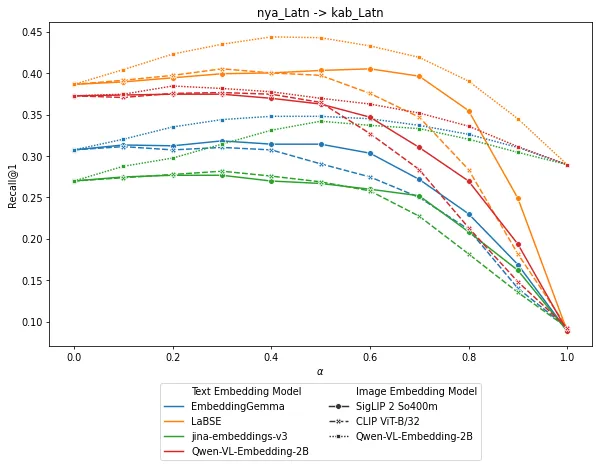 nya_Latn -> kab_Latn
Recall@1
0.45
0.40
0.35
0.30
0.25
0.20
0.15
0.10
0.0 0.2 0.4 0.6 0.8 1.0
α
Text Embedding Model Image Embedding Model
EmbeddingGemma SigLIP 2 So400m
LaBSE CLIP ViT-B/32
jina-embeddings-v3 Qwen-VL-Embedding-2B
Qwen-VL-Embedding-2B